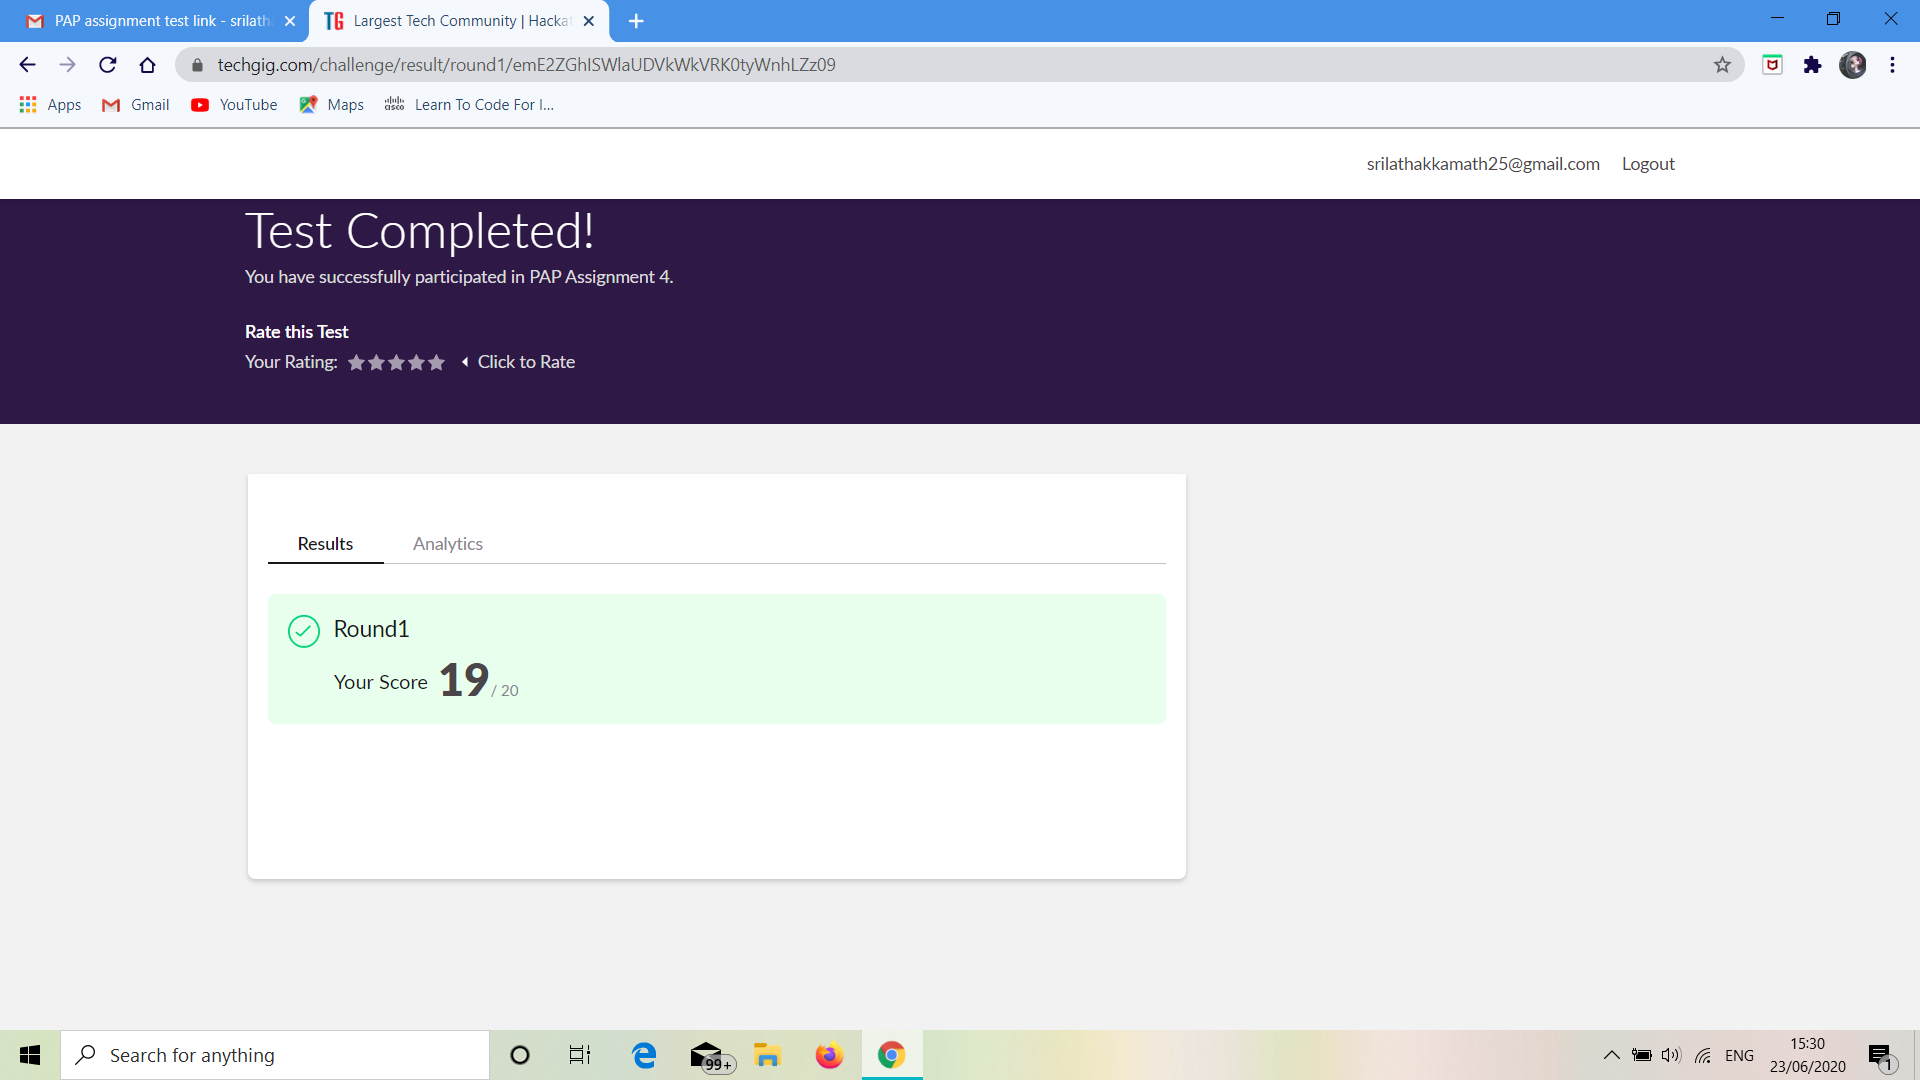 PAP assignment test link - srilath
TG Largest Tech Community | Hacka
techgig.com/challenge/result/round1/emE2ZGhISWlaUDVkWkVRK0tyWnhLZz09
Apps Gmail YouTube Maps Learn To Code For I...
srilathakkamath25@gmail.com Logout
Test Completed!
You have successfully participated in PAP Assignment 4.
Rate this Test
Your Rating: Click to Rate
Results Analytics
Round1
Your Score 19 / 20
Search for anything
99+
ENG
15:30
23/06/2020
1